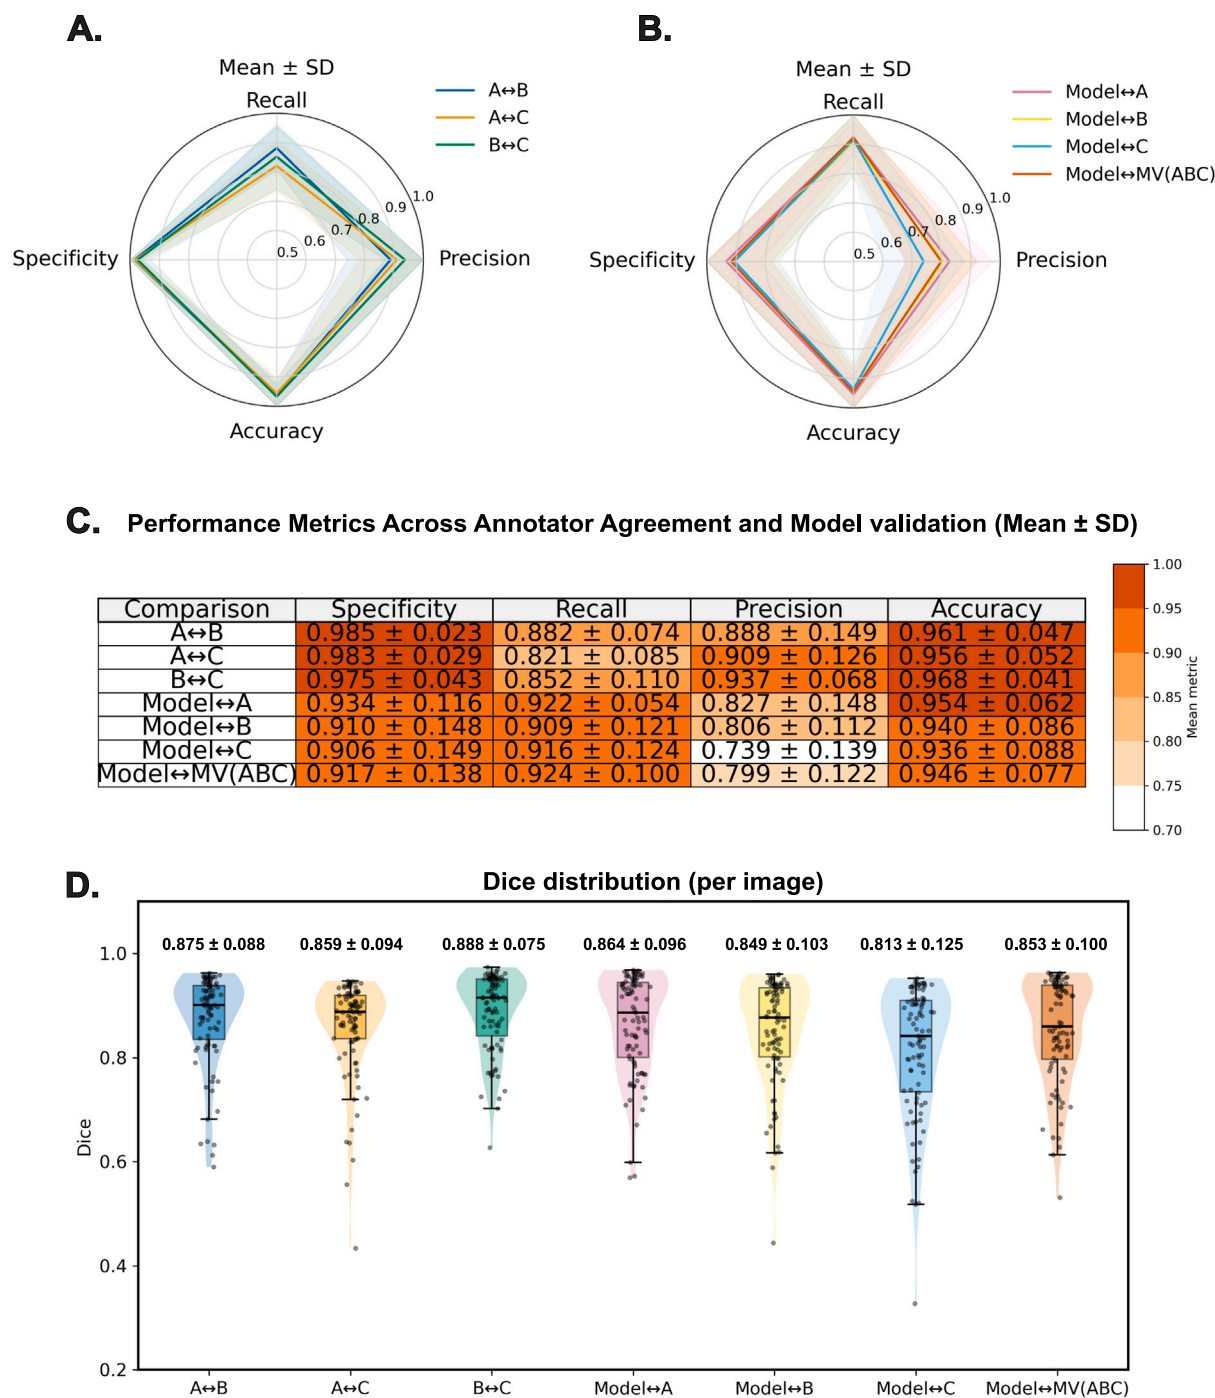 A.
Mean ± SD
Recall
A↔B
A↔C
B↔C
1.0
0.9
0.8
0.7
0.6
0.5
Specificity
Precision
Accuracy
B.
Mean ± SD
Recall
Model↔A
Model↔B
Model↔C
Model↔MV(ABC)
1.0
0.9
0.8
0.7
0.6
0.5
Specificity
Precision
Accuracy
C. Performance Metrics Across Annotator Agreement and Model validation (Mean ± SD)
Comparison Specificity Recall Precision Accuracy
A↔B 0.985 ± 0.023 0.882 ± 0.074 0.888 ± 0.149 0.961 ± 0.047
A↔C 0.983 ± 0.029 0.821 ± 0.085 0.909 ± 0.126 0.956 ± 0.052
B↔C 0.975 ± 0.043 0.852 ± 0.110 0.937 ± 0.068 0.968 ± 0.041
Model↔A 0.934 ± 0.116 0.922 ± 0.054 0.827 ± 0.148 0.954 ± 0.062
Model↔B 0.910 ± 0.148 0.909 ± 0.121 0.806 ± 0.112 0.940 ± 0.086
Model↔C 0.906 ± 0.149 0.916 ± 0.124 0.739 ± 0.139 0.936 ± 0.088
Model↔MV(ABC) 0.917 ± 0.138 0.924 ± 0.100 0.799 ± 0.122 0.946 ± 0.077
1.00
0.95
0.90
0.85
0.80
0.75
0.70
Mean metric
D.
Dice distribution (per image)
0.875 ± 0.088 0.859 ± 0.094 0.888 ± 0.075 0.864 ± 0.096 0.849 ± 0.103 0.813 ± 0.125 0.853 ± 0.100
1.0
0.8
0.6
0.4
0.2
Dice
A↔B A↔C B↔C Model↔A Model↔B Model↔C Model↔MV(ABC)